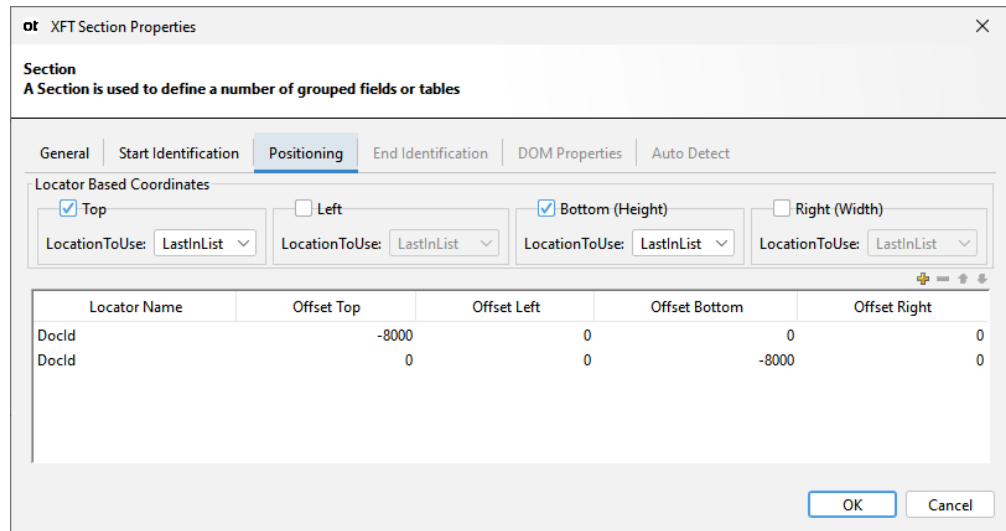 ot XFT Section Properties
Section
A Section is used to define a number of grouped fields or tables
General Start Identification Positioning End Identification DOM Properties Auto Detect
Locator Based Coordinates
Top Left Bottom (Height) Right (Width)
LocationToUse: LastInList LocationToUse: LastInList LocationToUse: LastInList LocationToUse: LastInList
Locator Name Offset Top Offset Left Offset Bottom Offset Right
DocId -8000 0 0 0
DocId 0 0 -8000 0
OK Cancel